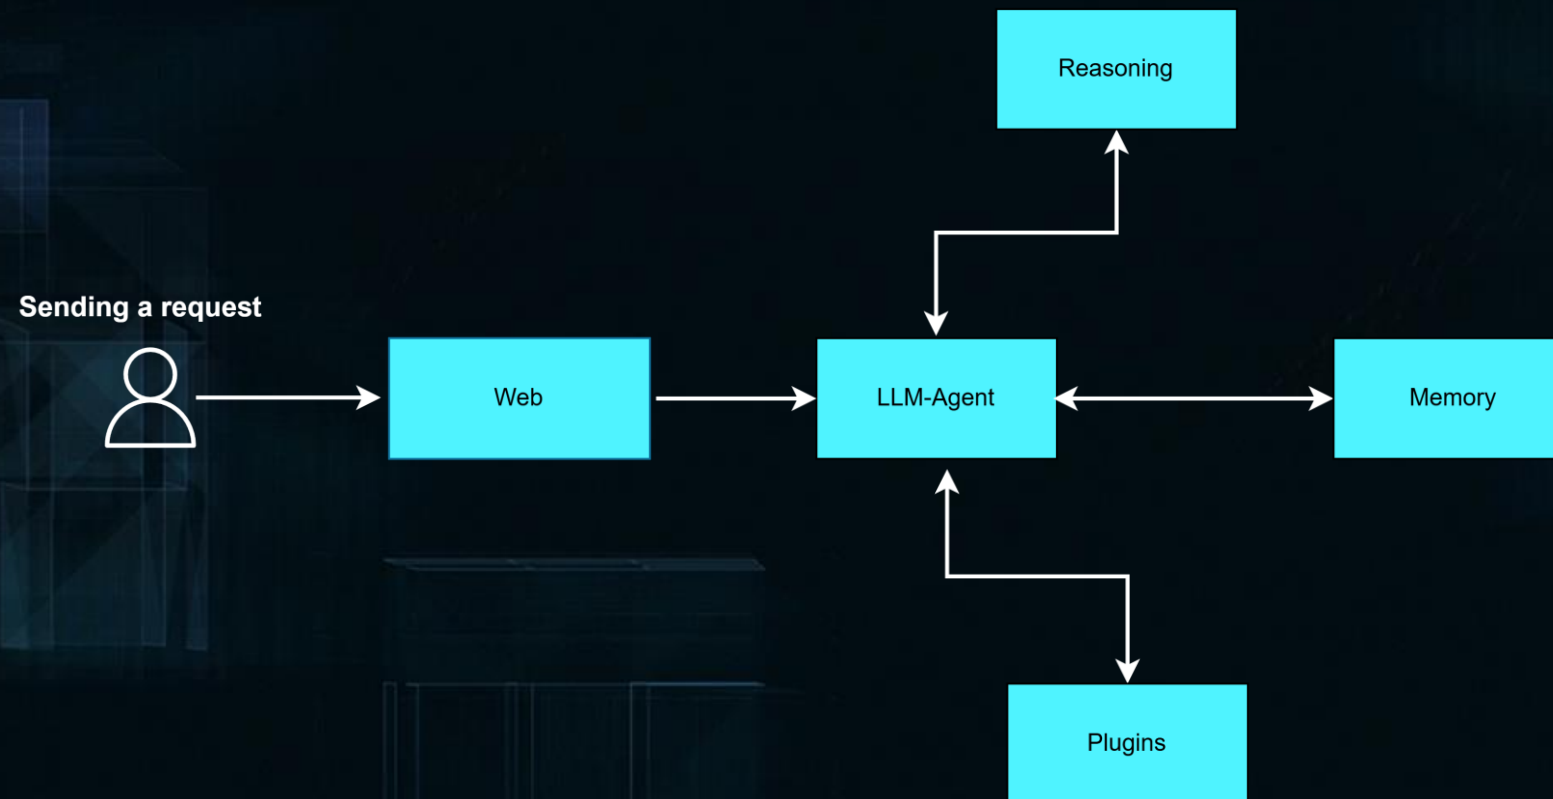 Reasoning
Sending a request
Web
LLM-Agent
Memory
Plugins